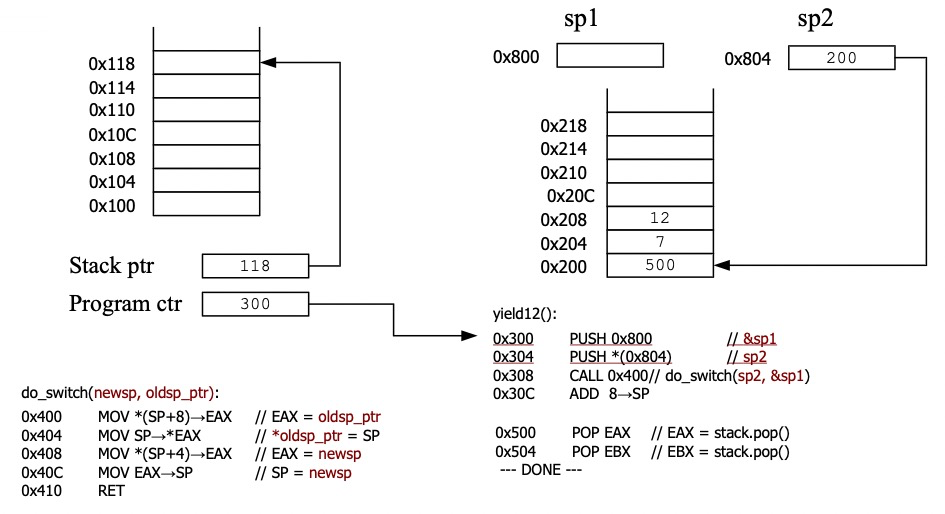 sp1
sp2
0x800
0x804
200
0x118
0x114
0x110
0x10C
0x108
0x104
0x100
0x218
0x214
0x210
0x20C
0x208
12
0x204
7
0x200
500
Stack ptr
118
Program ctr
300
yield12():
0x300 PUSH 0x800 // &sp1
0x304 PUSH *(0x804) // sp2
0x308 CALL 0x400// do_switch(sp2, &sp1)
0x30C ADD 8→SP
0x500 POP EAX // EAX = stack.pop()
0x504 POP EBX // EBX = stack.pop()
--- DONE ---
do_switch(newsp, oldsp_ptr):
0x400 MOV *(SP+8)→EAX // EAX = oldsp_ptr
0x404 MOV SP→*EAX // *oldsp_ptr = SP
0x408 MOV *(SP+4)→EAX // EAX = newsp
0x40C MOV EAX→SP // SP = newsp
0x410 RET